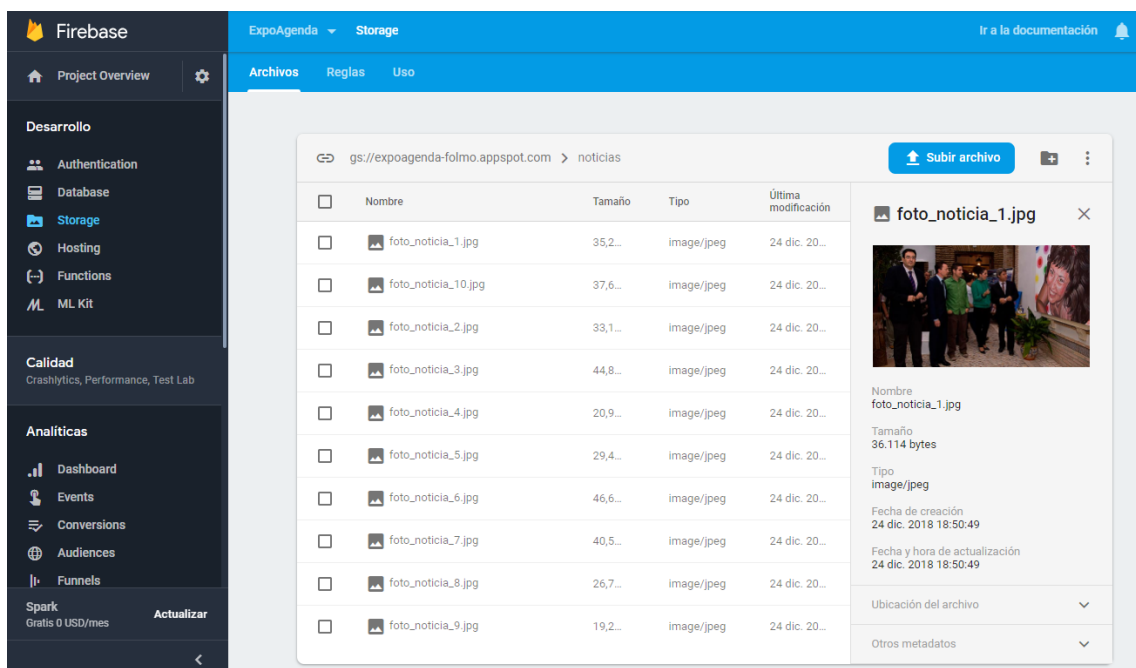 Firebase
ExpoAgenda Storage Ir a la documentación
Project Overview
Archivos Reglas Uso
Desarrollo
Authentication
Database
Storage
Hosting
Functions
ML Kit
Calidad
Crashlytics, Performance, Test Lab
Analíticas
Dashboard
Events
Conversions
Audiences
Funnels
Spark
Gratis 0 USD/mes
Actualizar
gs://expoagenda-folmo.appspot.com > noticias
Subir archivo
Nombre Tamaño Tipo Última modificación
foto_noticia_1.jpg 35,2... image/jpeg 24 dic. 20...
foto_noticia_10.jpg 37,6... image/jpeg 24 dic. 20...
foto_noticia_2.jpg 33,1... image/jpeg 24 dic. 20...
foto_noticia_3.jpg 44,8... image/jpeg 24 dic. 20...
foto_noticia_4.jpg 20,9... image/jpeg 24 dic. 20...
foto_noticia_5.jpg 29,4... image/jpeg 24 dic. 20...
foto_noticia_6.jpg 46,6... image/jpeg 24 dic. 20...
foto_noticia_7.jpg 40,5... image/jpeg 24 dic. 20...
foto_noticia_8.jpg 26,7... image/jpeg 24 dic. 20...
foto_noticia_9.jpg 19,2... image/jpeg 24 dic. 20...
foto_noticia_1.jpg
Nombre
foto_noticia_1.jpg
Tamaño
36.114 bytes
Tipo
image/jpeg
Fecha de creación
24 dic. 2018 18:50:49
Fecha y hora de actualización
24 dic. 2018 18:50:49
Ubicación del archivo
Otros metadatos